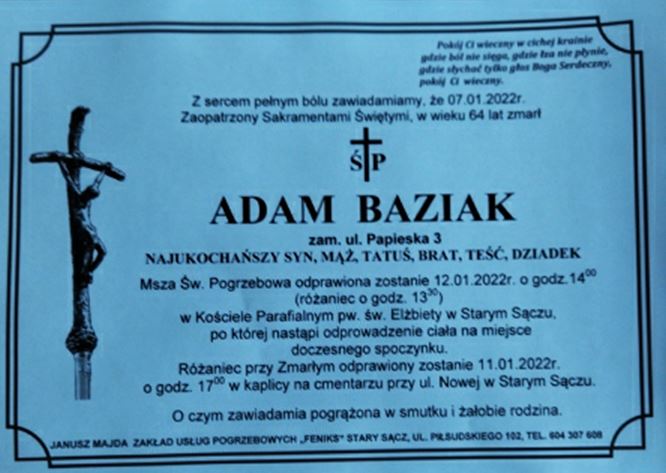 Pokój Ci wieczny w cichej krainie
gdzie ból nie sięga, gdzie łza nie płynie,
gdzie słychać tylko głos Boga Serdeczny,
pokój Ci wieczny.
Z sercem pełnym bólu zawiadamiamy, że 07.01.2022r.
Zaopatrzony Sakramentami Świętymi, w wieku 64 lat zmarł
Ś P
ADAM BAZIAK
zam. ul. Papieska 3
NAJUKOCHAŃSZY SYN, MĄŻ, TATUŚ, BRAT, TEŚĆ, DZIADEK
Msza Św. Pogrzebowa odprawiona zostanie 12.01.2022r. o godz.14⁰⁰
(różaniec o godz. 13³⁰)
w Kościele Parafialnym pw. św. Elżbiety w Starym Sączu,
po której nastąpi odprowadzenie ciała na miejsce
doczesnego spoczynku.
Różaniec przy Zmarłym odprawiony zostanie 11.01.2022r.
o godz. 17⁰⁰ w kaplicy na cmentarzu przy ul. Nowej w Starym Sączu.
O czym zawiadamia pogrążona w smutku i żałobie rodzina.
JANUSZ MAJDA ZAKŁAD USŁUG POGRZEBOWYCH „FENIKS" STARY SĄCZ, UL. PIŁSUDSKIEGO 102, TEL. 604 307 608